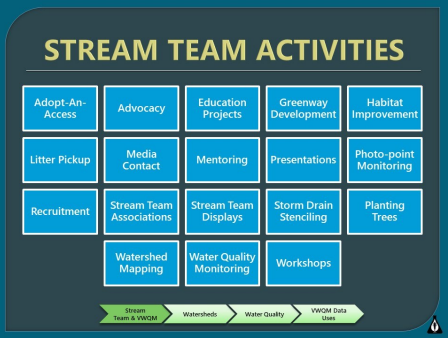 STREAM TEAM ACTIVITIES
Adopt-An-
Access
Advocacy
Education
Projects
Greenway
Development
Habitat
Improvement
Litter Pickup
Media
Contact
Mentoring
Presentations
Photo-point
Monitoring
Recruitment
Stream Team
Associations
Stream Team
Displays
Storm Drain
Stenciling
Planting
Trees
Watershed
Mapping
Water Quality
Monitoring
Workshops
Stream
Team & VWQM
Watersheds
Water Quality
VWQM Data
Uses